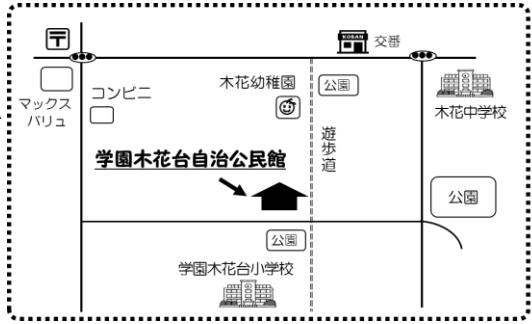 〒
KOBAN
交番
マックス
バリュ
コンビニ
木花幼稚園
公園
木花中学校
遊歩道
学園木花台自治公民館
公園
公園
学園木花台小学校